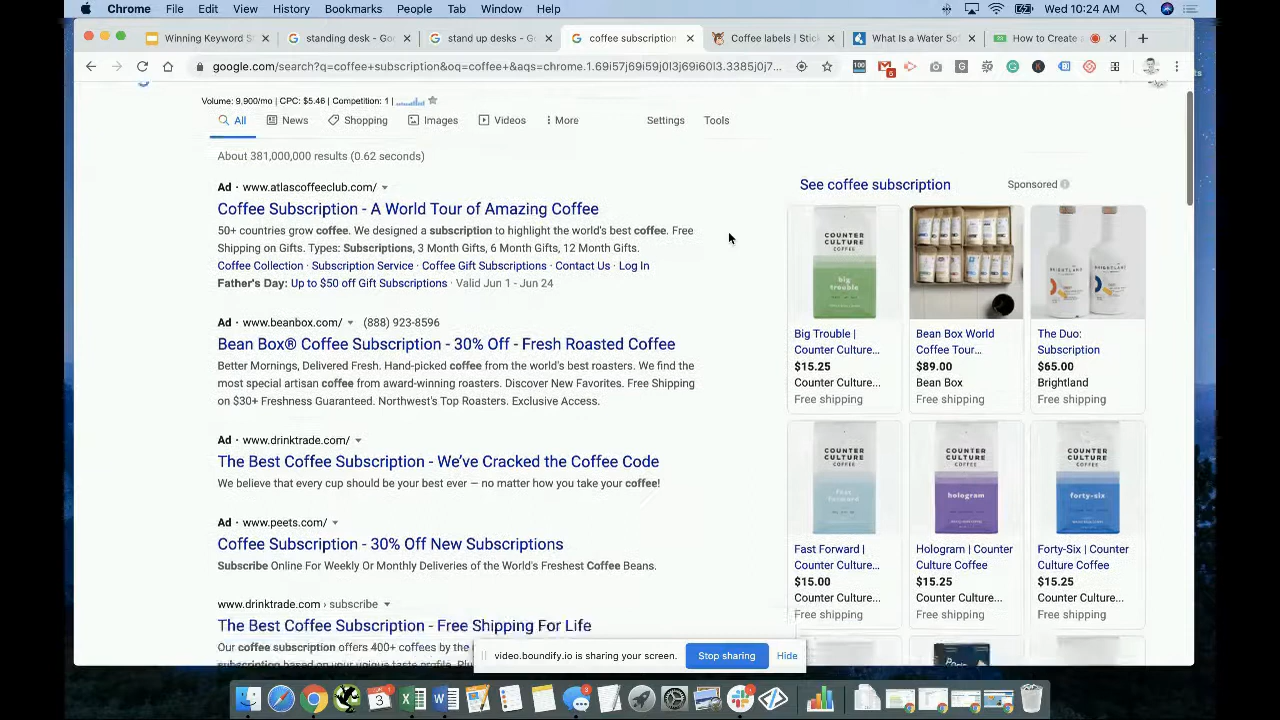 Chrome File Edit View History Bookmarks People Tab Window Help Wed 10:24 AM
Winning Keyword S standing desk - Goo stand up desk coffee subscription Coffee Pls | Stick What Is a Water Sof How to Create
google.com/search?q=coffee+subscription&oq=coffee+s&aqs=chrome.1.69i57j69i59j0j69i60l3.3385j0j
Volume: 9,900/mo | CPC: $5.46 | Competition: 1 |
All News Shopping Images Videos More Settings Tools
About 381,000,000 results (0.62 seconds)
Ad · www.atlascoffeeclub.com/
Coffee Subscription - A World Tour of Amazing Coffee
50+ countries grow coffee. We designed a subscription to highlight the world's best coffee. Free
Shipping on Gifts. Types: Subscriptions, 3 Month Gifts, 6 Month Gifts, 12 Month Gifts.
Coffee Collection · Subscription Service · Coffee Gift Subscriptions · Contact Us · Log In
Father's Day: Up to $50 off Gift Subscriptions · Valid Jun 1 - Jun 24
Ad · www.beanbox.com/ (888) 923-8596
Bean Box® Coffee Subscription - 30% Off - Fresh Roasted Coffee
Better Mornings, Delivered Fresh. Hand-picked coffee from the world's best roasters. We find the
most special artisan coffee from award-winning roasters. Discover New Favorites. Free Shipping
on $30+ Freshness Guaranteed. Northwest's Top Roasters. Exclusive Access.
Ad · www.drinktrade.com/
The Best Coffee Subscription - We've Cracked the Coffee Code
We believe that every cup should be your best ever — no matter how you take your coffee!
Ad · www.peets.com/
Coffee Subscription - 30% Off New Subscriptions
Subscribe Online For Weekly Or Monthly Deliveries of the World's Freshest Coffee Beans.
www.drinktrade.com › subscribe
The Best Coffee Subscription - Free Shipping For Life
Our coffee subscription offers 400+ coffees by the
subscription based on your unique taste profile.
See coffee subscription Sponsored
COUNTER
CULTURE
COFFEE
big
trouble
BRIGHTLAND
Big Trouble |
Counter Culture...
$15.25
Counter Culture...
Free shipping
Bean Box World
Coffee Tour...
$89.00
Bean Box
Free shipping
The Duo:
Subscription
$65.00
Brightland
Free shipping
COUNTER
CULTURE
COFFEE
fast
forward
COUNTER
CULTURE
COFFEE
hologram
COUNTER
CULTURE
COFFEE
forty-six
Fast Forward |
Counter Culture...
$15.00
Counter Culture...
Free shipping
Hologram | Counter
Culture Coffee
$15.25
Counter Culture...
Free shipping
Forty-Six | Counter
Culture Coffee
$15.25
Counter Culture...
Free shipping
video.boundify.io is sharing your screen. Stop sharing Hide